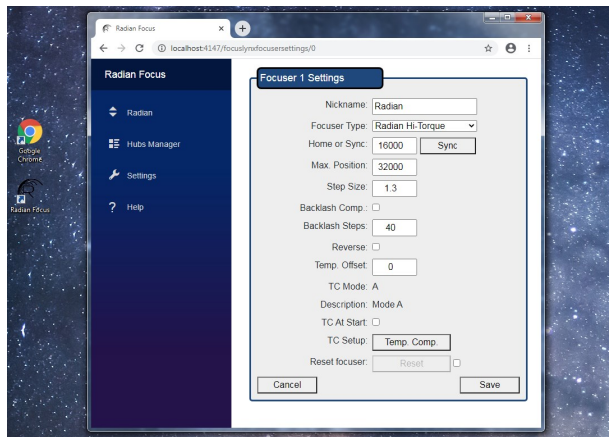 Radian Focus
localhost:4147/focuslynxfocusersettings/0
Radian Focus
Radian
Hubs Manager
Settings
Help
Google
Chrome
Radian Focus
Focuser 1 Settings
Nickname: Radian
Focuser Type: Radian Hi-Torque
Home or Sync: 16000 Sync
Max. Position: 32000
Step Size: 1.3
Backlash Comp.:
Backlash Steps: 40
Reverse:
Temp. Offset: 0
TC Mode: A
Description: Mode A
TC At Start:
TC Setup: Temp. Comp.
Reset focuser: Reset
Cancel Save